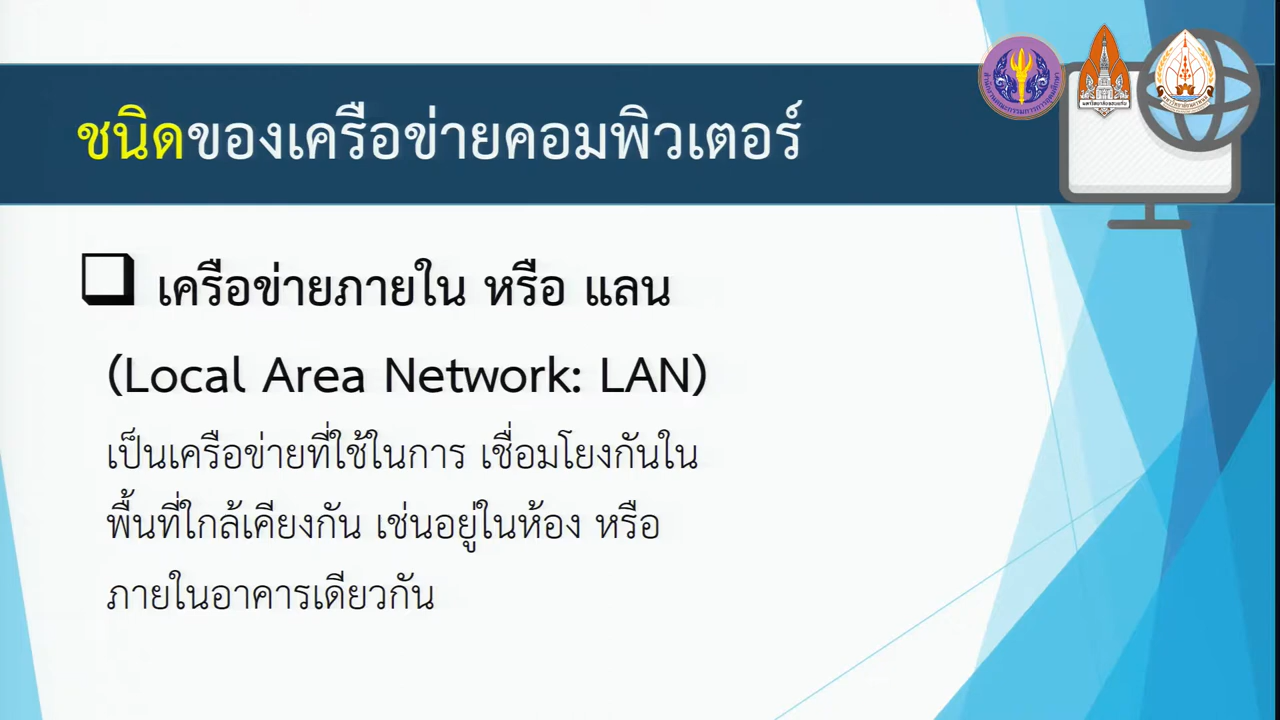 ชนิดของเครือข่ายคอมพิวเตอร์
เครือข่ายภายใน หรือ แลน
(Local Area Network: LAN)
เป็นเครือข่ายที่ใช้ในการ เชื่อมโยงกันใน
พื้นที่ใกล้เคียงกัน เช่นอยู่ในห้อง หรือ
ภายในอาคารเดียวกัน